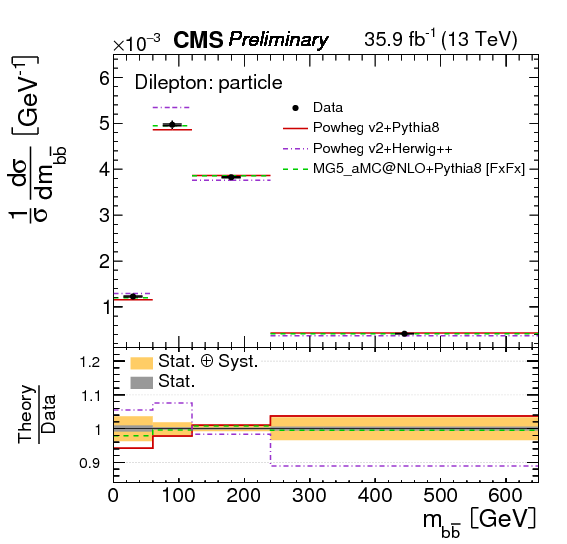 ×10⁻³ CMS Preliminary 35.9 fb⁻¹ (13 TeV)
Dilepton: particle
Data
Powheg v2+Pythia8
Powheg v2+Herwig++
MG5_aMC@NLO+Pythia8 [FxFx]
1/σ dσ/dm_bb̅ [GeV⁻¹]
6
5
4
3
2
1
Stat. ⊕ Syst.
Stat.
Theory/Data
1.2
1.1
1
0.9
0 100 200 300 400 500 600
m_bb̅ [GeV]